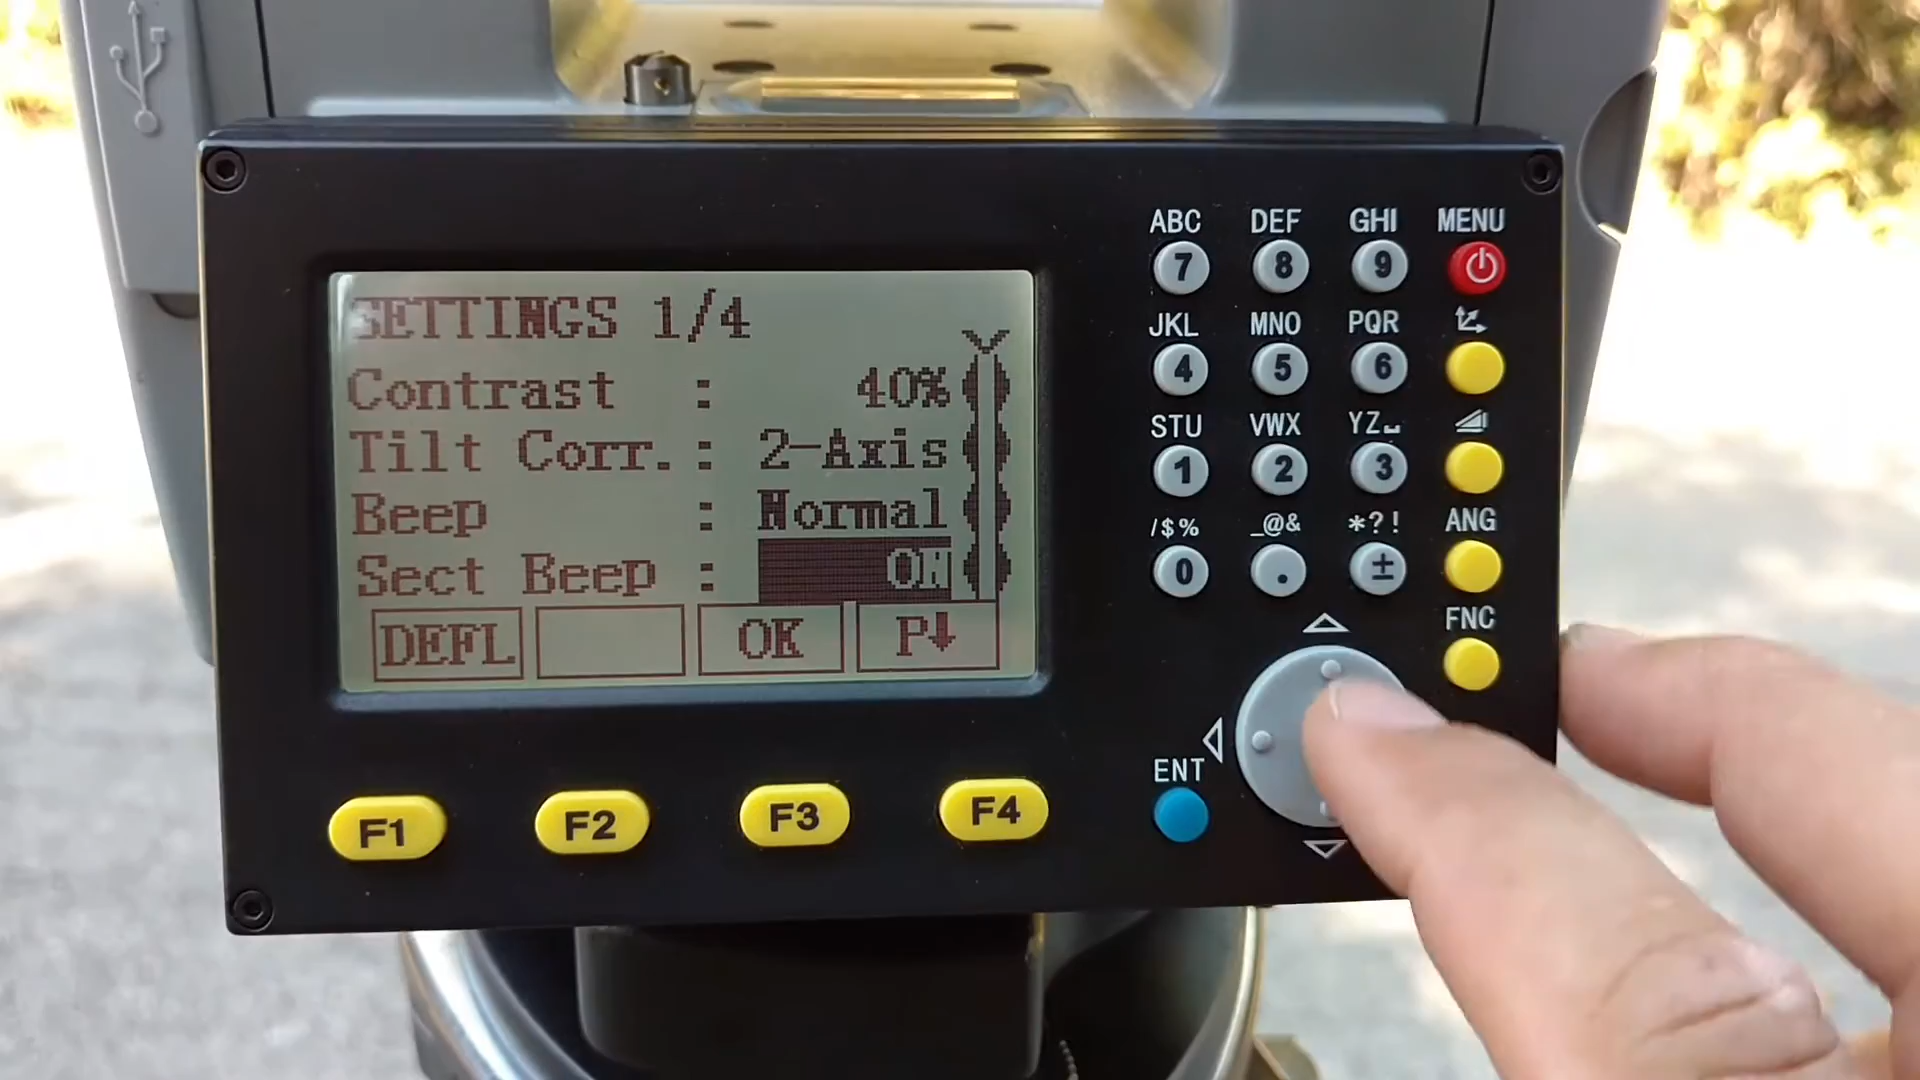 SETTINGS 1/4
Contrast : 40%
Tilt Corr. : 2-Axis
Beep : Normal
Sect Beep : ON
DEFL OK P↓
F1 F2 F3 F4
ABC DEF GHI MENU
7 8 9
JKL MNO PQR
4 5 6
STU VWX YZ␣
1 2 3
/$% _@& *?! ANG
0 . ±
FNC
ENT